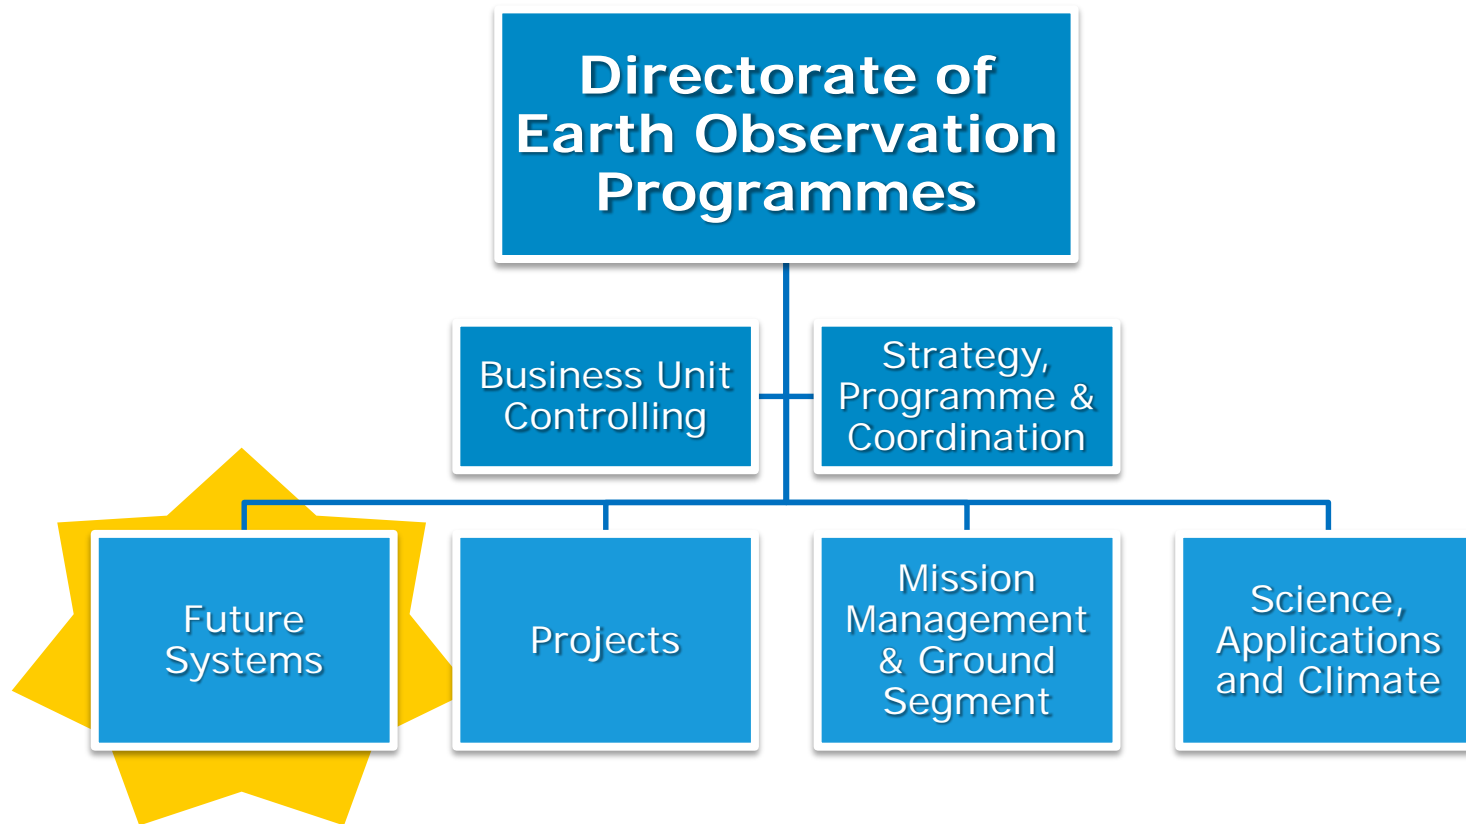 Directorate of
Earth Observation
Programmes
Business Unit
Controlling
Strategy,
Programme &
Coordination
Future
Systems
Projects
Mission
Management
& Ground
Segment
Science,
Applications
and Climate